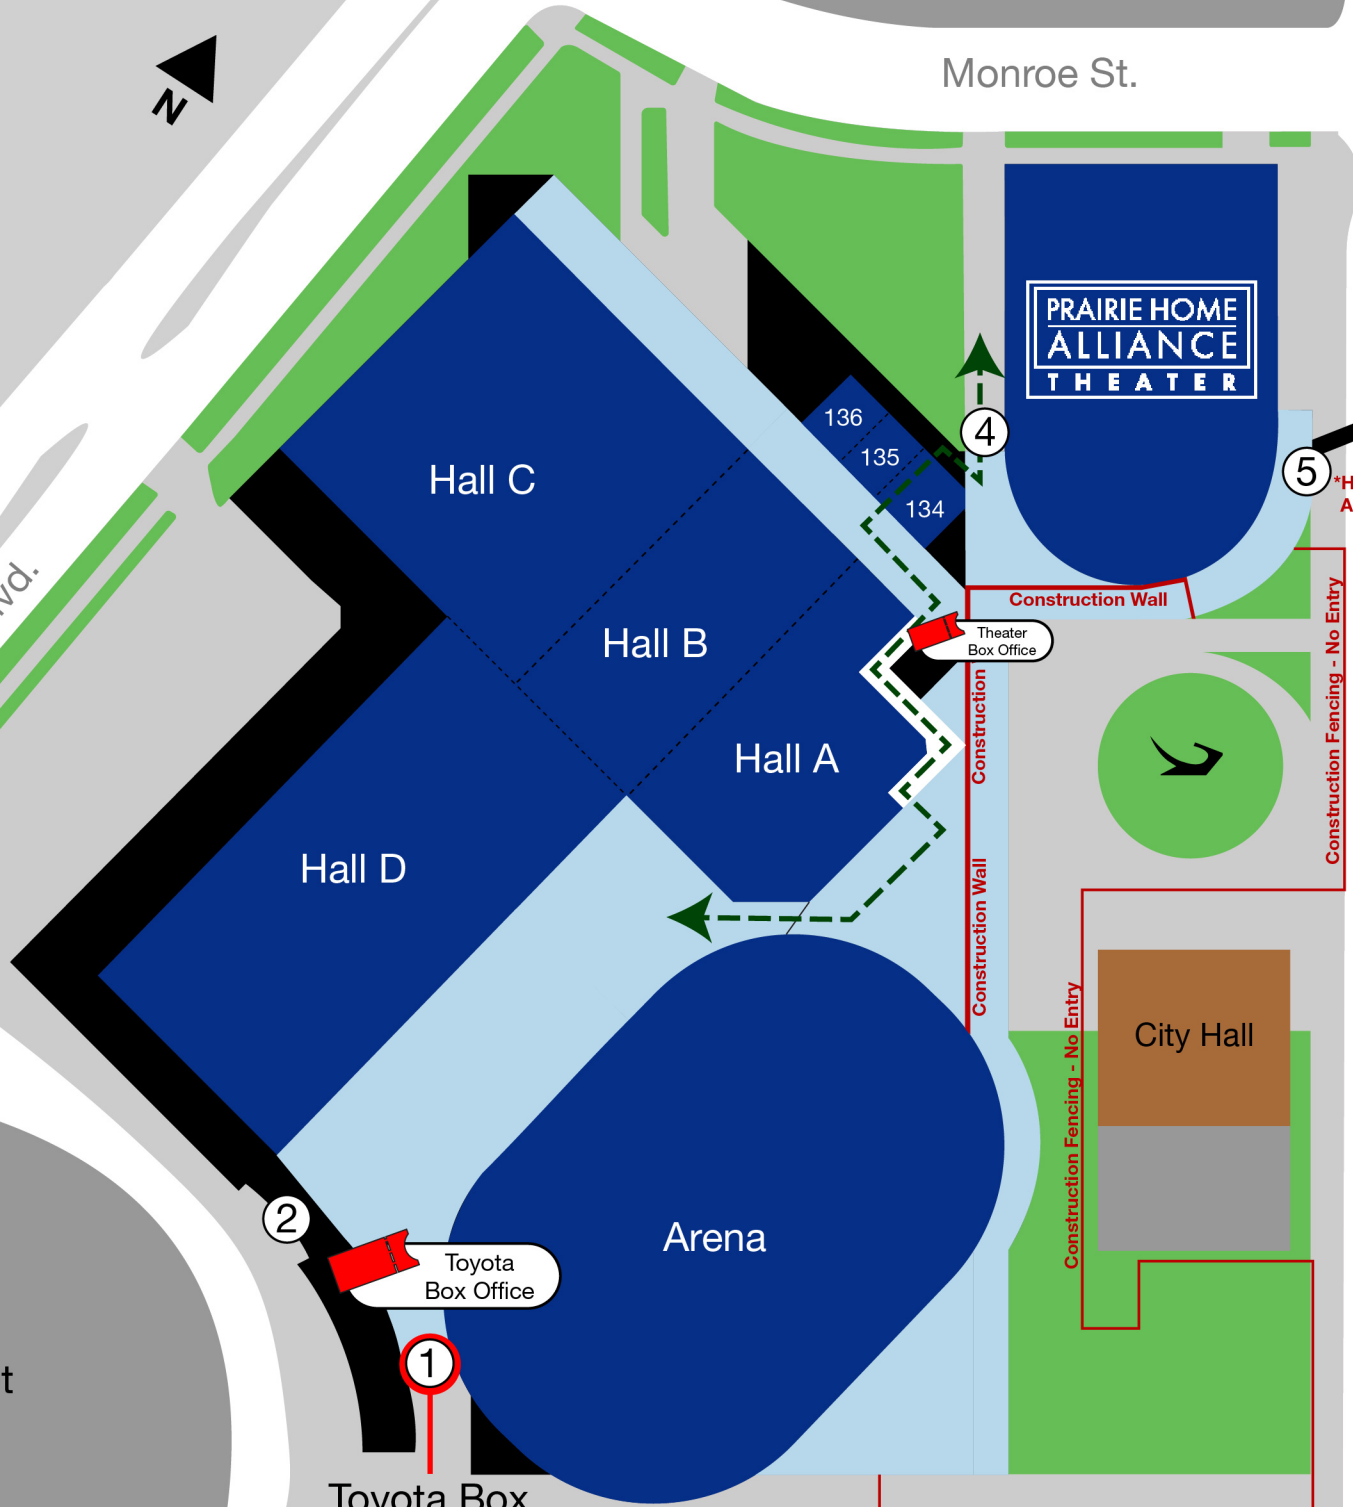 Monroe St.
N
PRAIRIE HOME
ALLIANCE
THEATER
136
135
134
4
5
*H
A
Hall C
vd.
Construction Wall
Theater
Box Office
Hall B
Construction
Construction Fencing - No Entry
Hall A
Hall D
Construction Wall
Construction Fencing - No Entry
City Hall
2
Arena
Toyota
Box Office
1
t
Toyota Box